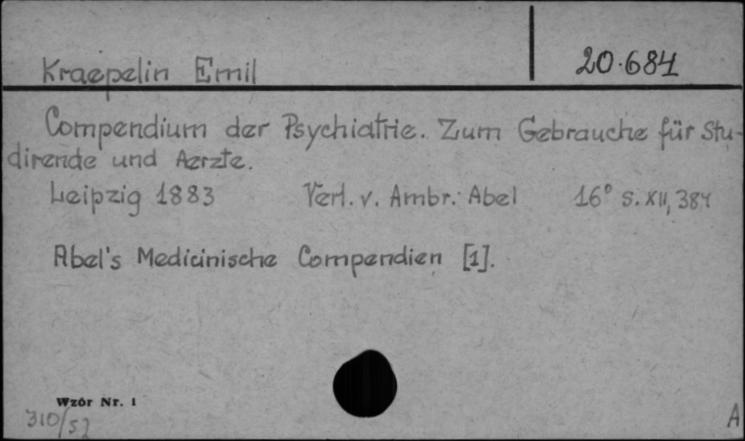 Kraepelin Emil 20.684
Compendium der Psychiatrie. Zum Gebrauche für Stu-
dirende und Aerzte.
Leipzig 1883 Verl. v. Ambr. Abel 16° S. XII, 384
Abel's Medicinische Compendien [1].
Wzór Nr. 1
310/52
A